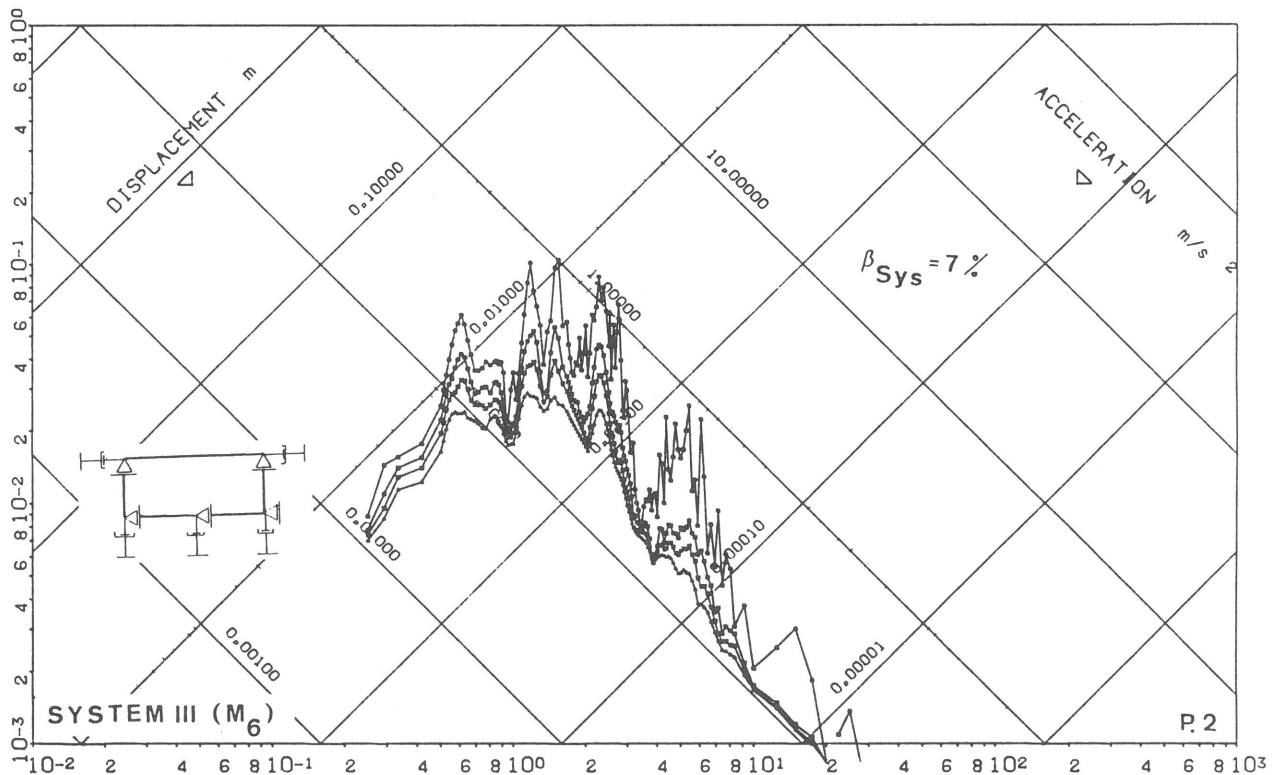 8 10⁰
6
4
2
8 10⁻¹
6
4
2
8 10⁻²
6
4
2
10⁻³
DISPLACEMENT m
ACCELERATION
m/s
0.10000
10.00000
0.01000
1.00000
β Sys = 7 %
0.00010
0.00100
0.00001
SYSTEM III (M6)
P.2
10⁻² 2 4 6 8 10⁻¹ 2 4 6 8 10⁰ 2 4 6 8 10¹ 2 4 6 8 10² 2 4 6 8 10³